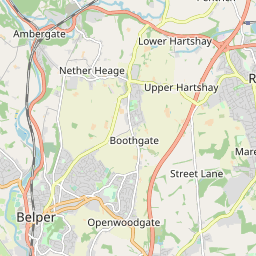 Ambergate
Lower Hartshay
Nether Heage
Upper Hartshay
Boothgate
Street Lane
Belper
Openwoodgate